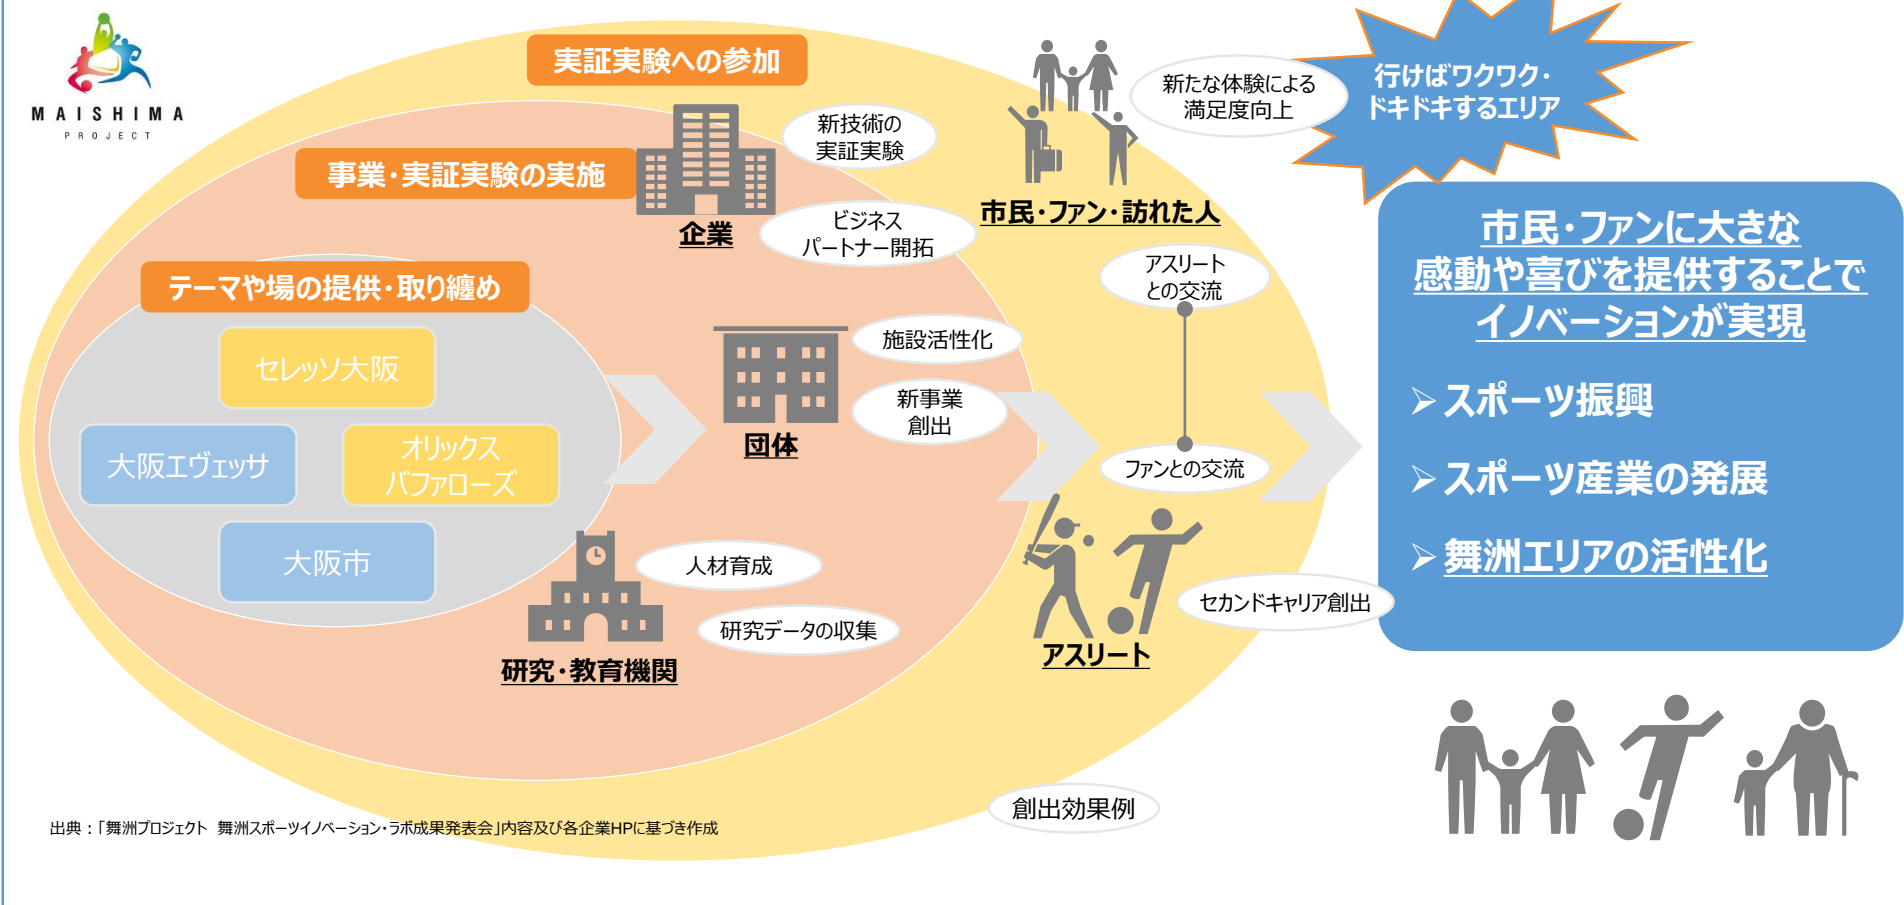 MAISHIMA
PROJECT
実証実験への参加
事業・実証実験の実施
テーマや場の提供・取り纏め
セレッソ大阪
大阪エヴェッサ
オリックス
バファローズ
大阪市
企業
新技術の
実証実験
ビジネス
パートナー開拓
団体
施設活性化
新事業
創出
研究・教育機関
人材育成
研究データの収集
市民・ファン・訪れた人
新たな体験による
満足度向上
アスリート
との交流
ファンとの交流
アスリート
セカンドキャリア創出
創出効果例
行けばワクワク・
ドキドキするエリア
市民・ファンに大きな
感動や喜びを提供することで
イノベーションが実現
➢スポーツ振興
➢スポーツ産業の発展
➢舞洲エリアの活性化
出典：「舞洲プロジェクト　舞洲スポーツイノベーション・ラボ成果発表会」内容及び各企業HPに基づき作成